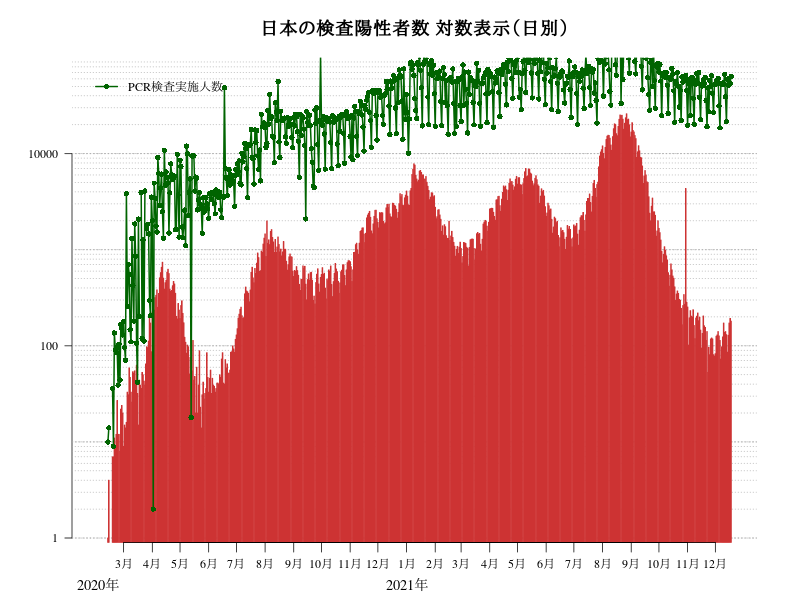 日本の検査陽性者数 対数表示(日別)
PCR検査実施人数
10000
100
1
3月 4月 5月 6月 7月 8月 9月 10月 11月 12月 1月 2月 3月 4月 5月 6月 7月 8月 9月 10月 11月 12月
2020年 2021年